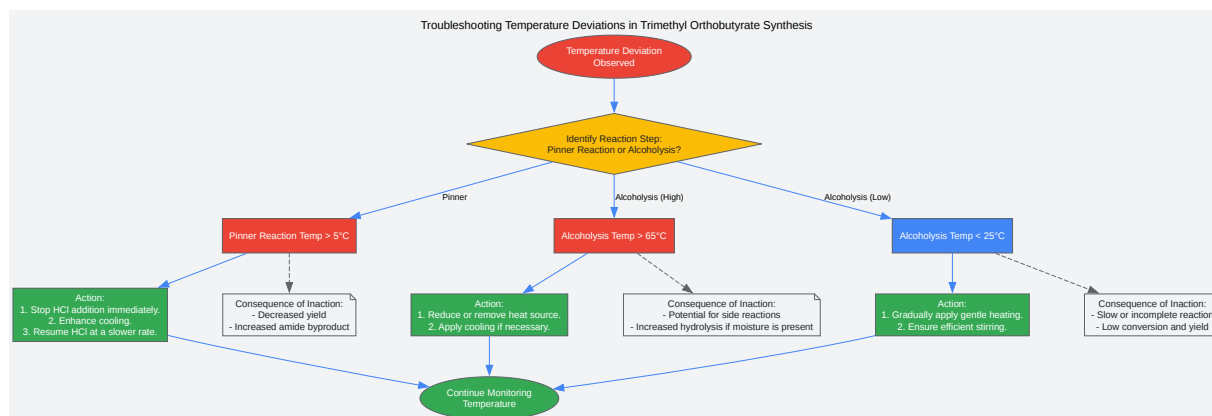 Troubleshooting Temperature Deviations in Trimethyl Orthobutyrate Synthesis
Temperature Deviation
Observed
Identify Reaction Step:
Pinner Reaction or Alcoholysis?
Pinner
Alcoholysis (High)
Alcoholysis (Low)
Pinner Reaction Temp > 5°C
Alcoholysis Temp > 65°C
Alcoholysis Temp < 25°C
Action:
1. Stop HCl addition immediately.
2. Enhance cooling.
3. Resume HCl at a slower rate.
Consequence of Inaction:
- Decreased yield
- Increased amide byproduct
Action:
1. Reduce or remove heat source.
2. Apply cooling if necessary.
Consequence of Inaction:
- Potential for side reactions
- Increased hydrolysis if moisture is present
Action:
1. Gradually apply gentle heating.
2. Ensure efficient stirring.
Consequence of Inaction:
- Slow or incomplete reaction
- Low conversion and yield
Continue Monitoring
Temperature